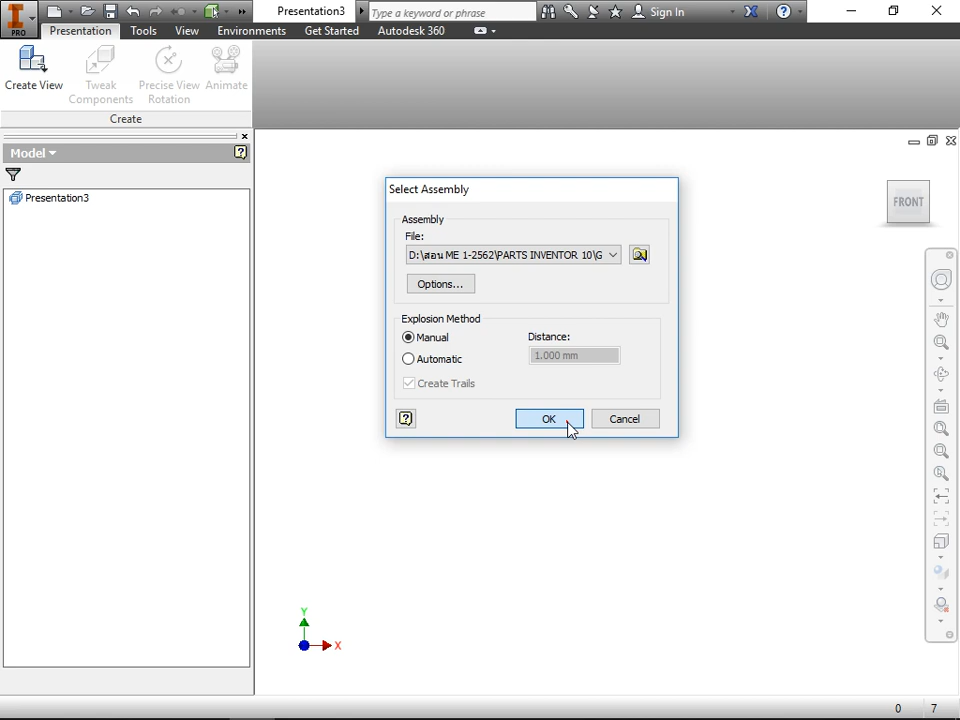 Presentation3
Type a keyword or phrase
Sign In
PRO
Presentation
Tools
View
Environments
Get Started
Autodesk 360
Create View
Tweak
Components
Precise View
Rotation
Animate
Create
Model
Presentation3
Select Assembly
Assembly
File:
D:\สอน ME 1-2562\PARTS INVENTOR 10\G
Options...
Explosion Method
Manual
Distance:
1.000 mm
Automatic
Create Trails
OK
Cancel
FRONT
Y
X
0
7